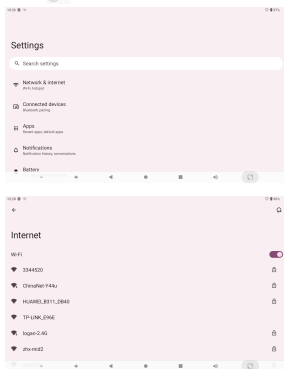 Settings
Search settings
Network & internet
Wi-Fi, hotspot
Connected devices
Bluetooth, pairing
Apps
Recent apps, default apps
Notifications
Notification history, conversations
Battery
Internet
Wi-Fi
3344520
ChinaNet-Y44u
HUAWEI_B311_DB40
TP-LINK_E96E
logan-2.4G
zhx-mid2